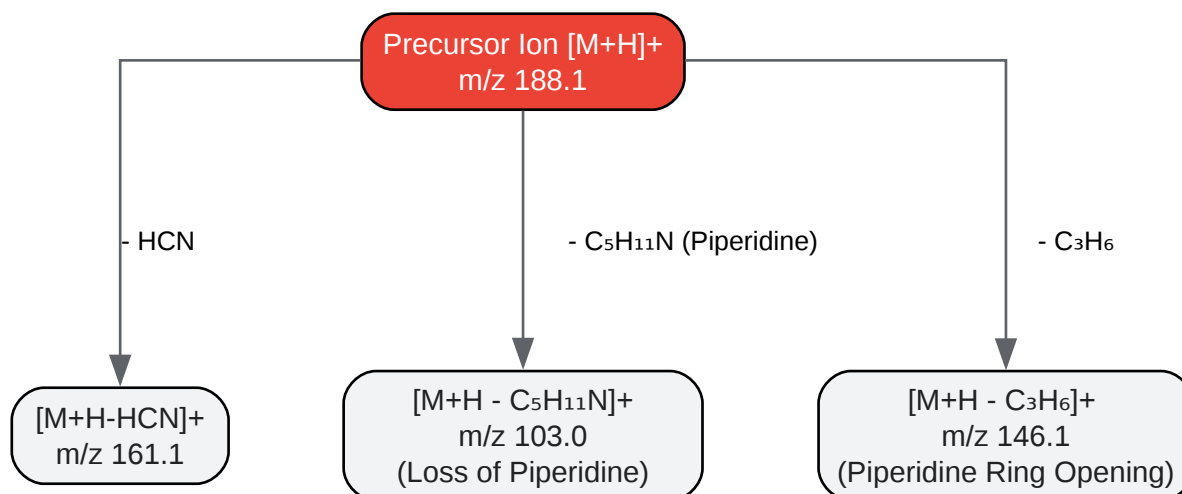 Precursor Ion [M+H]+
m/z 188.1
- HCN
- C₅H₁₁N (Piperidine)
- C₃H₆
[M+H-HCN]+
m/z 161.1
[M+H - C₅H₁₁N]+
m/z 103.0
(Loss of Piperidine)
[M+H - C₃H₆]+
m/z 146.1
(Piperidine Ring Opening)